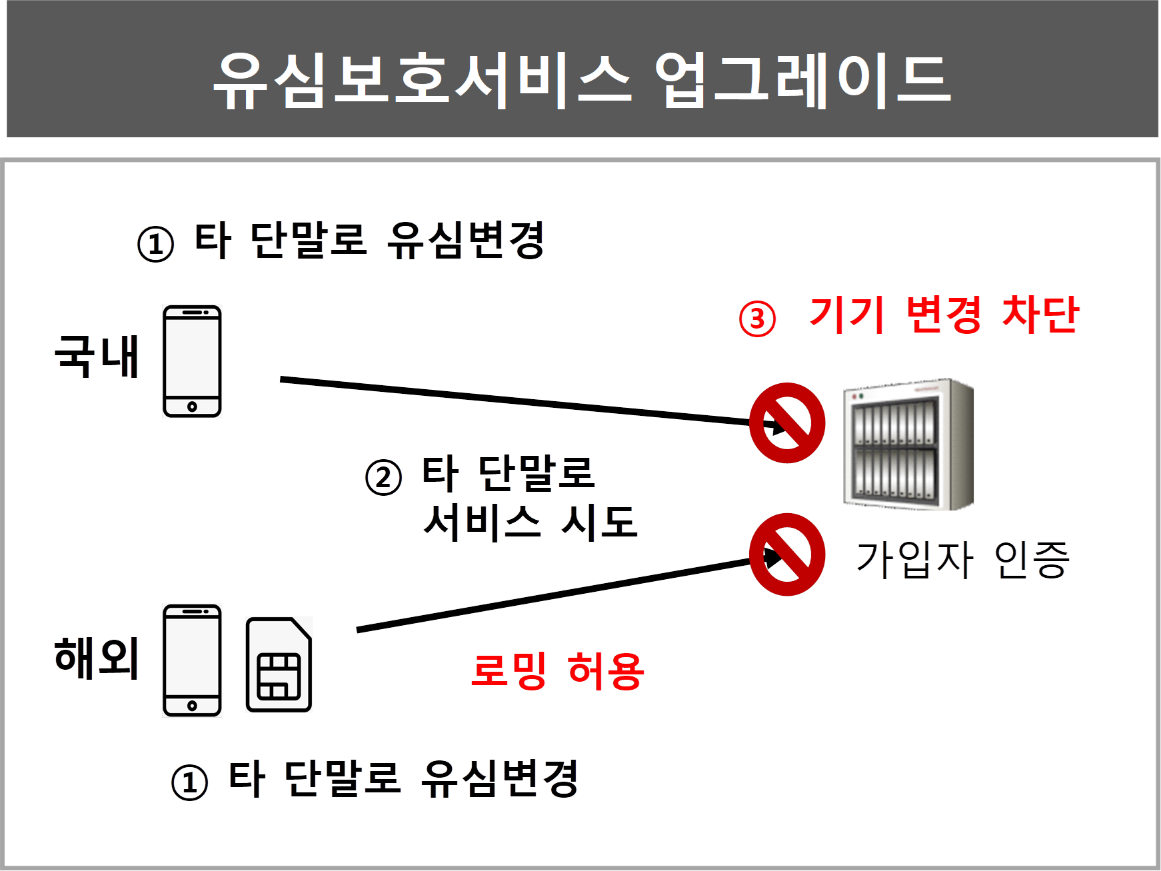 유심보호서비스 업그레이드
① 타 단말로 유심변경
③ 기기 변경 차단
국내
② 타 단말로
서비스 시도
가입자 인증
해외
로밍 허용
① 타 단말로 유심변경